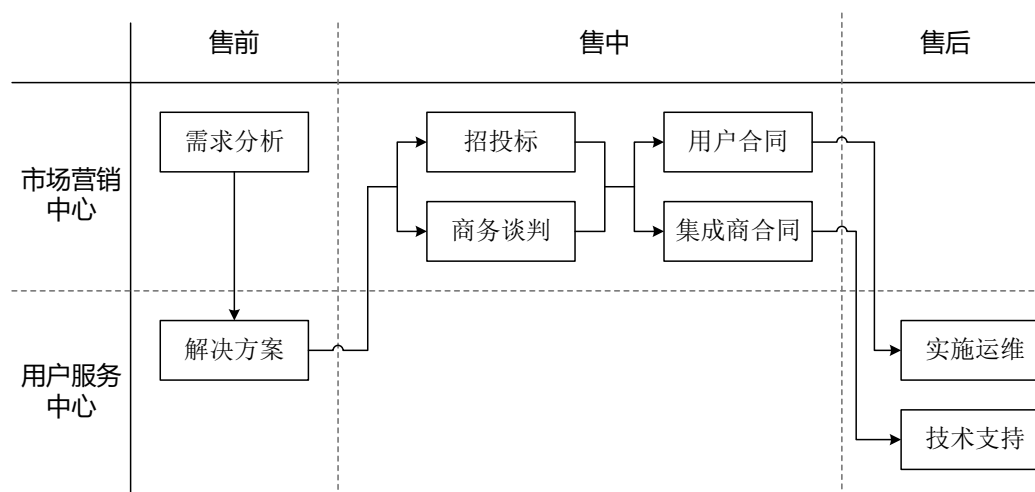 售前
售中
售后
市场营销
中心
需求分析
招投标
用户合同
商务谈判
集成商合同
用户服务
中心
解决方案
实施运维
技术支持